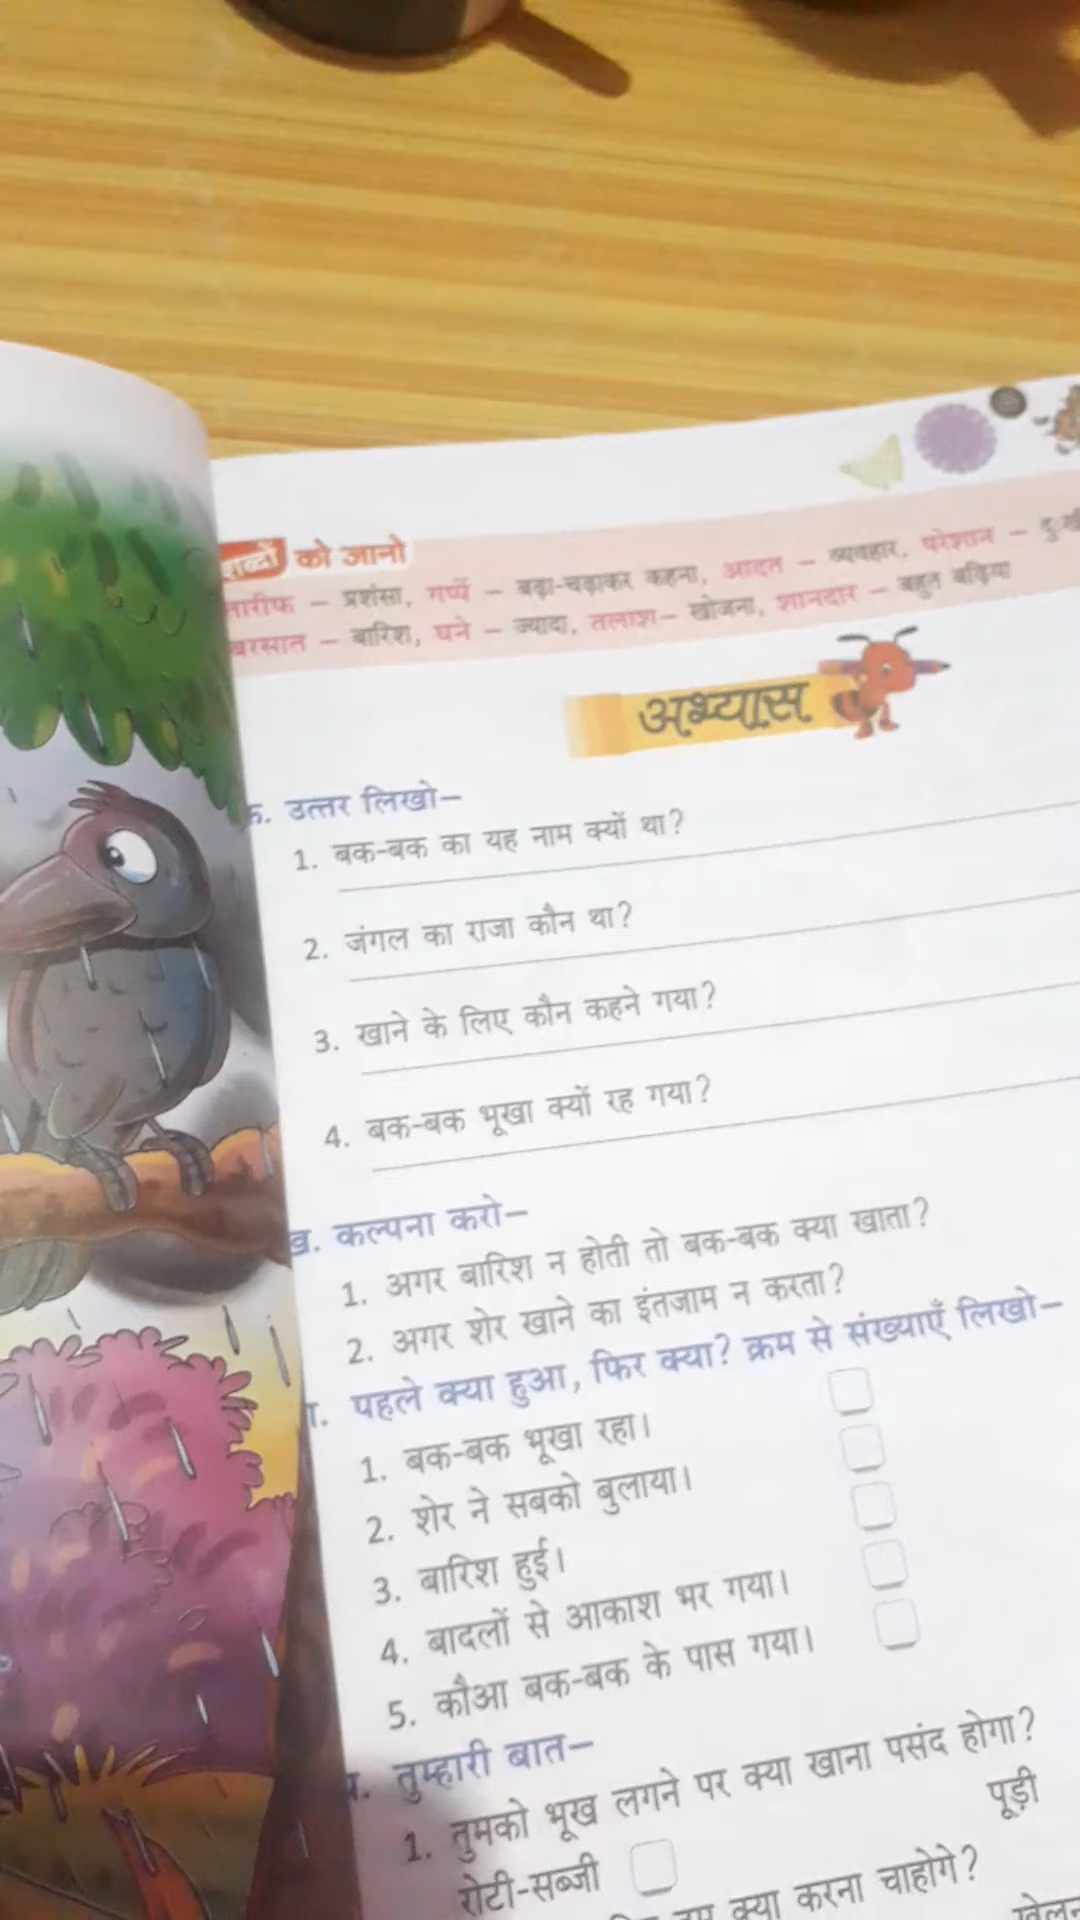 शब्दों को जानो
तारीफ – प्रशंसा, गप्पें – बढ़ा-चढ़ाकर कहना, आदत – व्यवहार, परेशान –
बरसात – बारिश, घने – ज्यादा, तलाश– खोजना, शानदार – बहुत बढ़िया
अभ्यास
क. उत्तर लिखो–
1. बक-बक का यह नाम क्यों था?
2. जंगल का राजा कौन था?
3. खाने के लिए कौन कहने गया?
4. बक-बक भूखा क्यों रह गया?
ख. कल्पना करो–
1. अगर बारिश न होती तो बक-बक क्या खाता?
2. अगर शेर खाने का इंतजाम न करता?
ग. पहले क्या हुआ, फिर क्या? क्रम से संख्याएँ लिखो–
1. बक-बक भूखा रहा।
2. शेर ने सबको बुलाया।
3. बारिश हुई।
4. बादलों से आकाश भर गया।
5. कौआ बक-बक के पास गया।
तुम्हारी बात–
1. तुमको भूख लगने पर क्या खाना पसंद होगा?
रोटी-सब्जी पूड़ी
क्या करना चाहोगे?